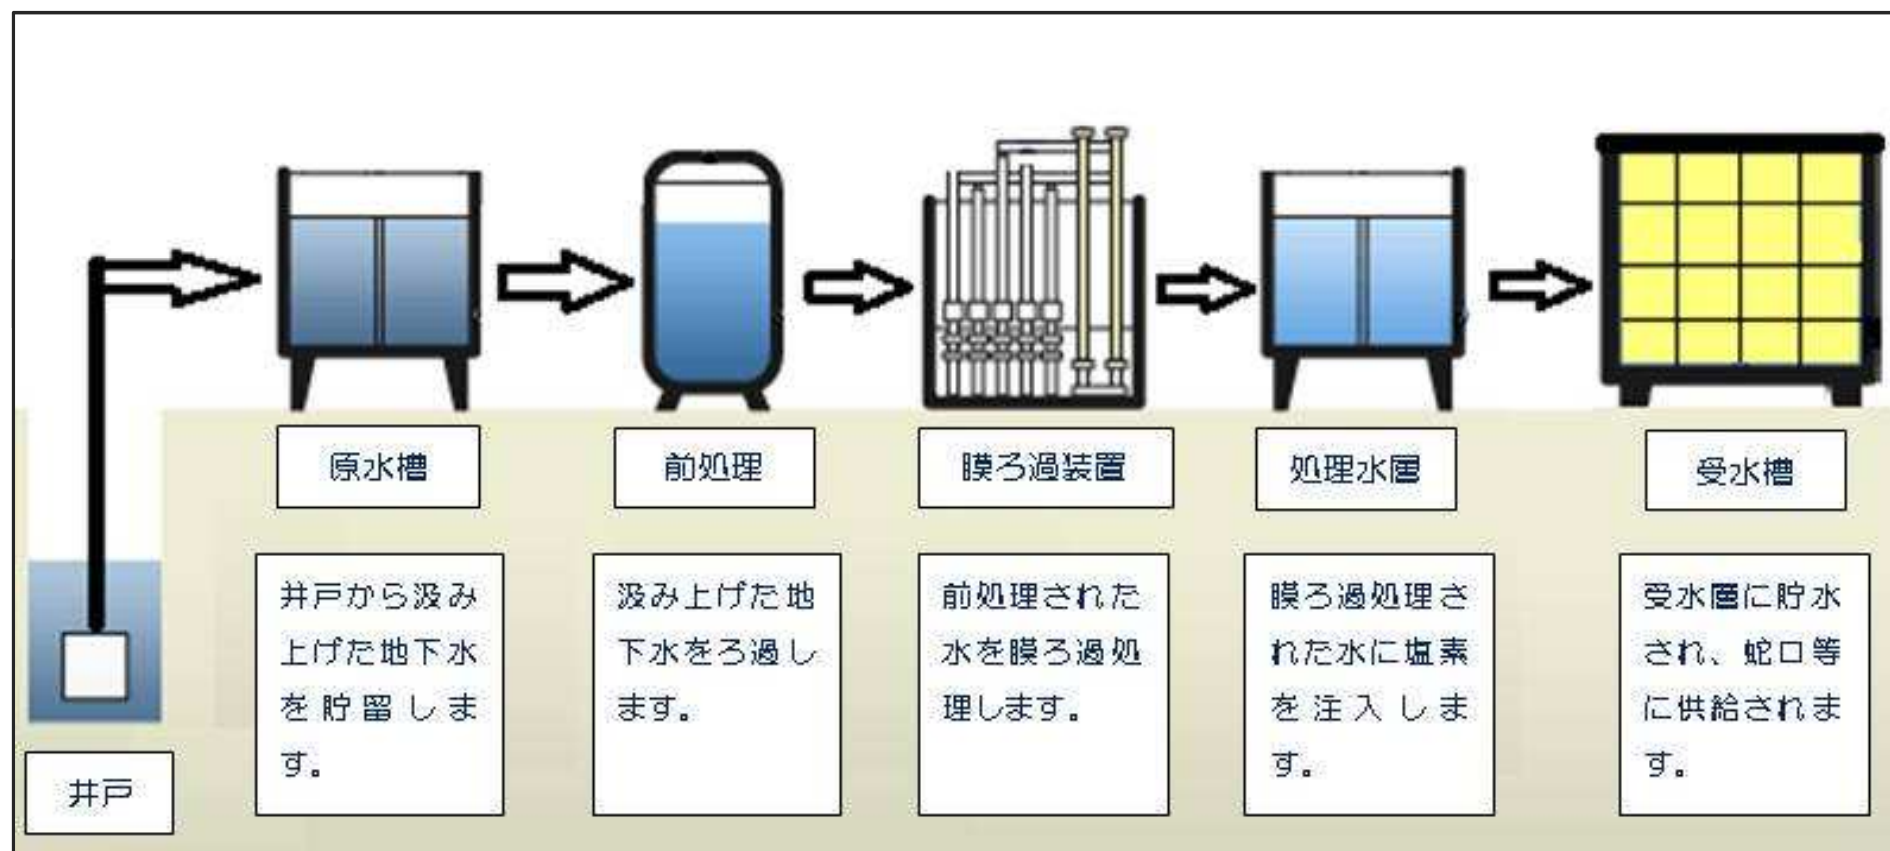 原水槽
前処理
膜ろ過装置
処理水層
受水槽
井戸から汲み
上げた地下水
を貯留しま
す。
汲み上げた地
下水をろ過し
ます。
前処理された
水を膜ろ過処
理します。
膜ろ過処理さ
れた水に塩素
を注入しま
す。
受水層に貯水
され、蛇口等
に供給されま
す。
井戸